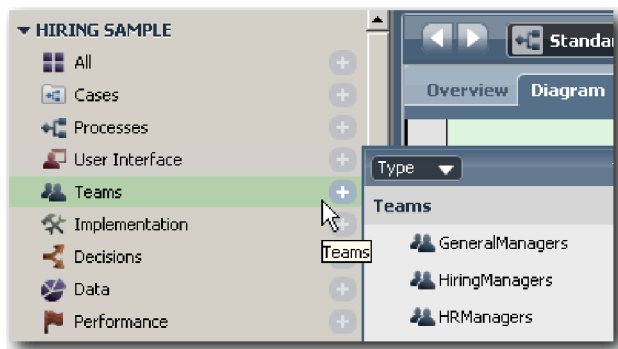 HIRING SAMPLE
All
Cases
Processes
User Interface
Teams
Implementation
Decisions
Data
Performance
Teams
Standa
Overview Diagram
Type
Teams
GeneralManagers
HiringManagers
HRManagers